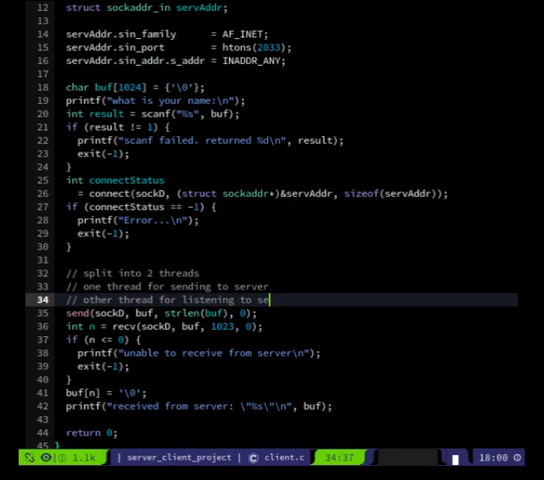 12 struct sockaddr_in servAddr;
13
14 servAddr.sin_family = AF_INET;
15 servAddr.sin_port = htons(2033);
16 servAddr.sin_addr.s_addr = INADDR_ANY;
17
18 char buf[1024] = {'\0'};
19 printf("what is your name:\n");
20 int result = scanf("%s", buf);
21 if (result != 1) {
22 printf("scanf failed. returned %d\n", result);
23 exit(-1);
24 }
25 int connectStatus
26 = connect(sockD, (struct sockaddr*)&servAddr, sizeof(servAddr));
27 if (connectStatus == -1) {
28 printf("Error...\n");
29 exit(-1);
30 }
31
32 // split into 2 threads
33 // one thread for sending to server
34 // other thread for listening to se
35 send(sockD, buf, strlen(buf), 0);
36 int n = recv(sockD, buf, 1023, 0);
37 if (n <= 0) {
38 printf("unable to receive from server\n");
39 exit(-1);
40 }
41 buf[n] = '\0';
42 printf("received from server: \"%s\"\n", buf);
43
44 return 0;
45 }
1.1k | server_client_project | client.c 34:37 18:00